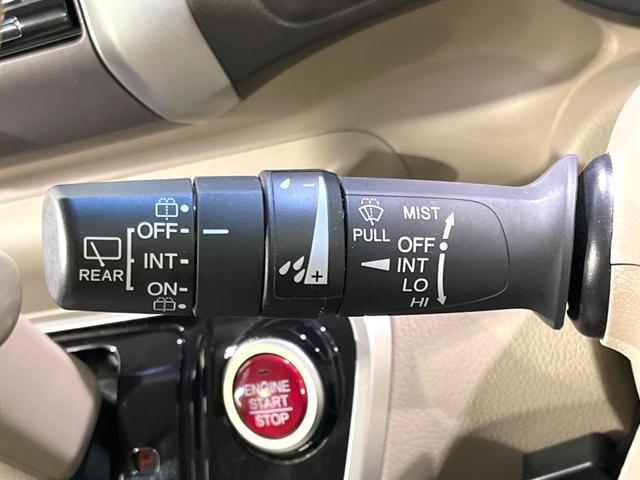 REAR
OFF
INT
ON
− 
+
PULL
MIST
OFF
INT
LO
HI
ENGINE
START
STOP
P